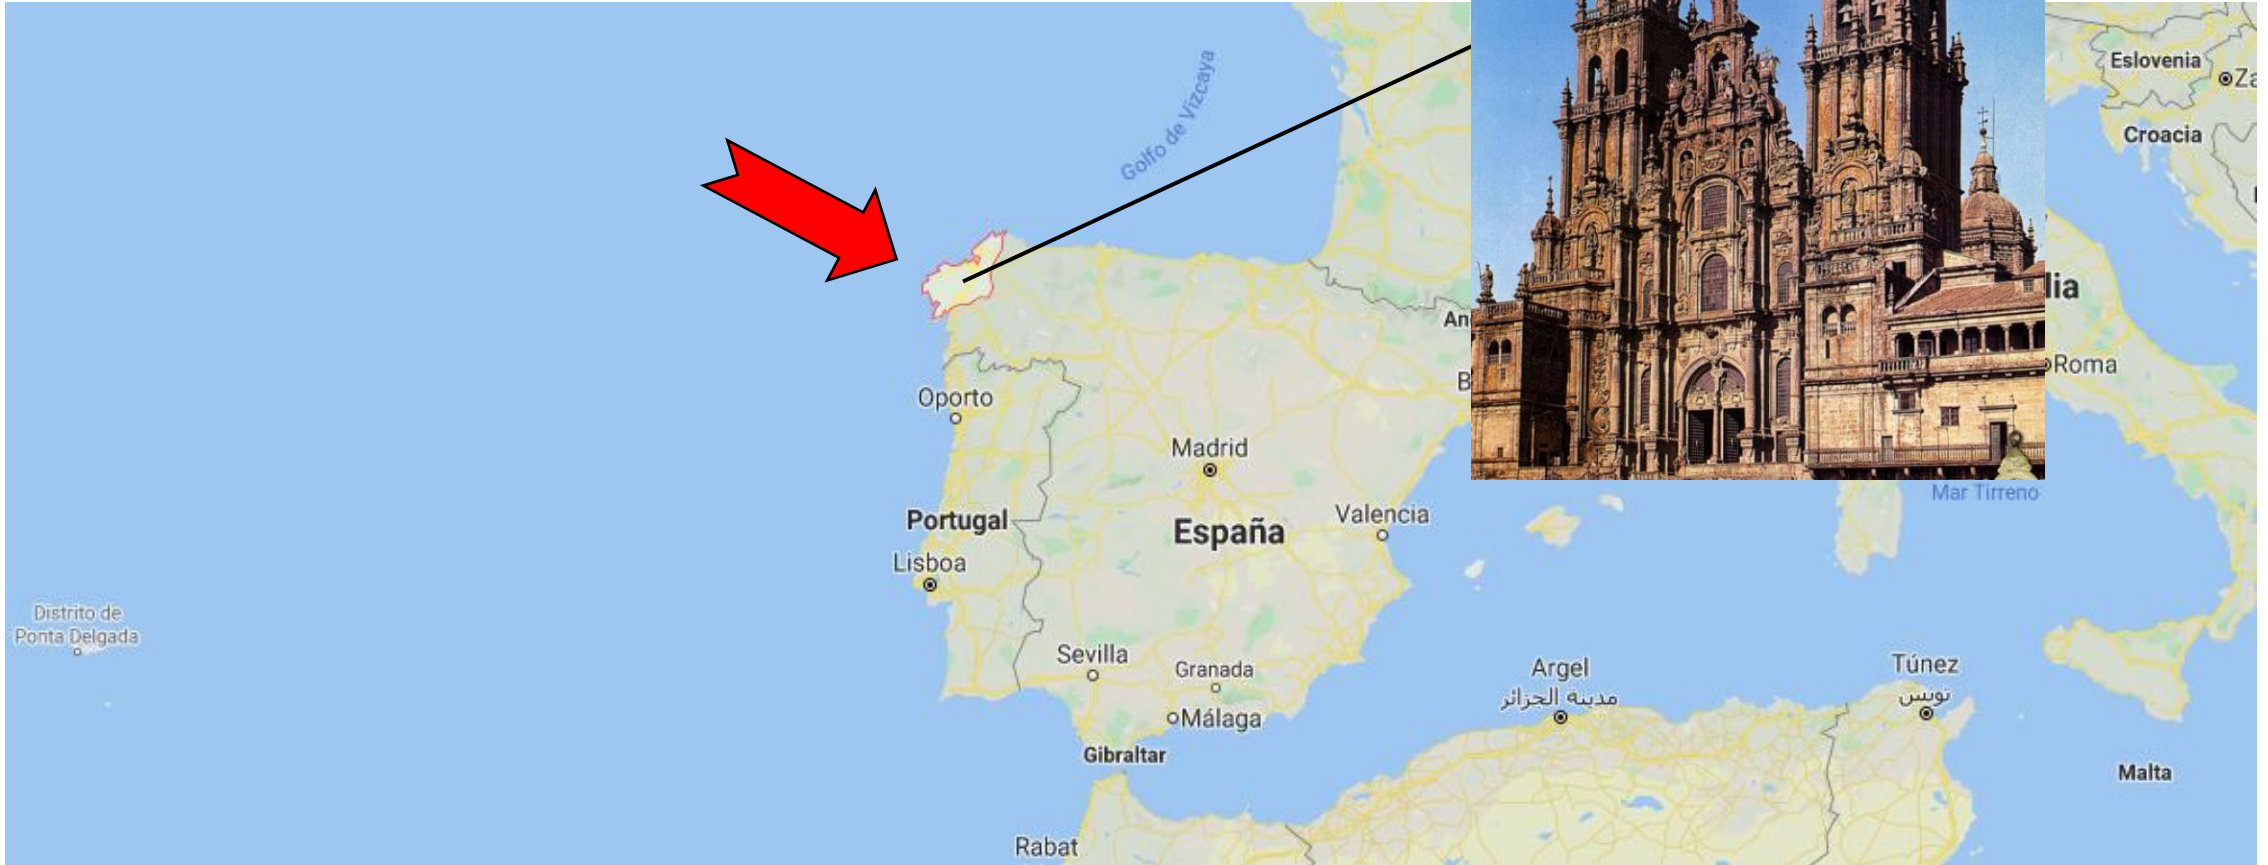 Eslovenia
Croacia
Golfo de Vizcaya
Roma
Oporto
Madrid
Mar Tirreno
Valencia
Portugal
España
Lisboa
Distrito de
Ponta Delgada
Sevilla
Granada
Argel
مدينة الجزائر
Túnez
تونس
Málaga
Gibraltar
Malta
Rabat